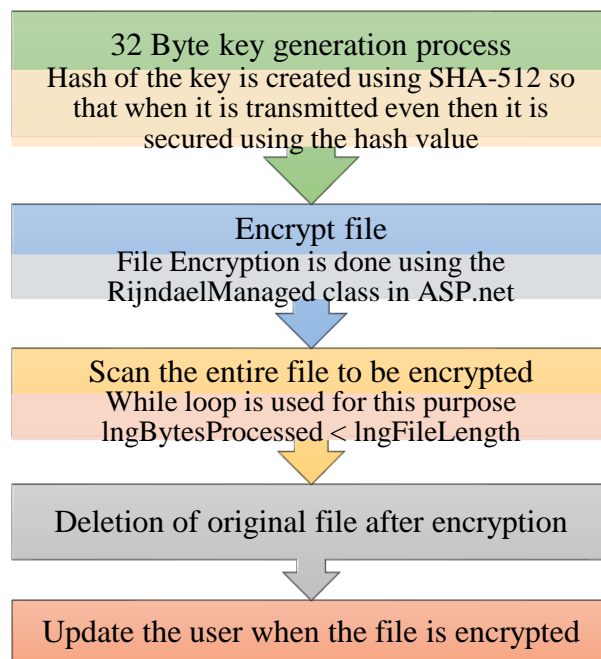 32 Byte key generation process
Hash of the key is created using SHA-512 so
that when it is transmitted even then it is
secured using the hash value
Encrypt file
File Encryption is done using the
RijndaelManaged class in ASP.net
Scan the entire file to be encrypted
While loop is used for this purpose
lngBytesProcessed < lngFileLength
Deletion of original file after encryption
Update the user when the file is encrypted